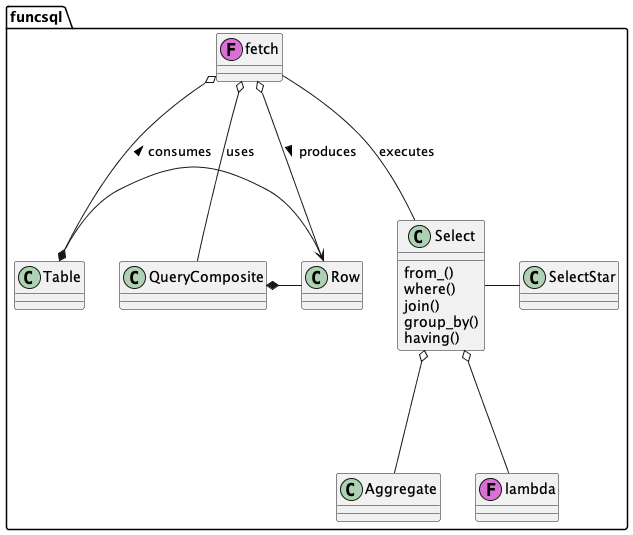 funcsql
F fetch
consumes
uses
produces
executes
C Table
C QueryComposite
C Row
C Select
from_()
where()
join()
group_by()
having()
C SelectStar
C Aggregate
F lambda